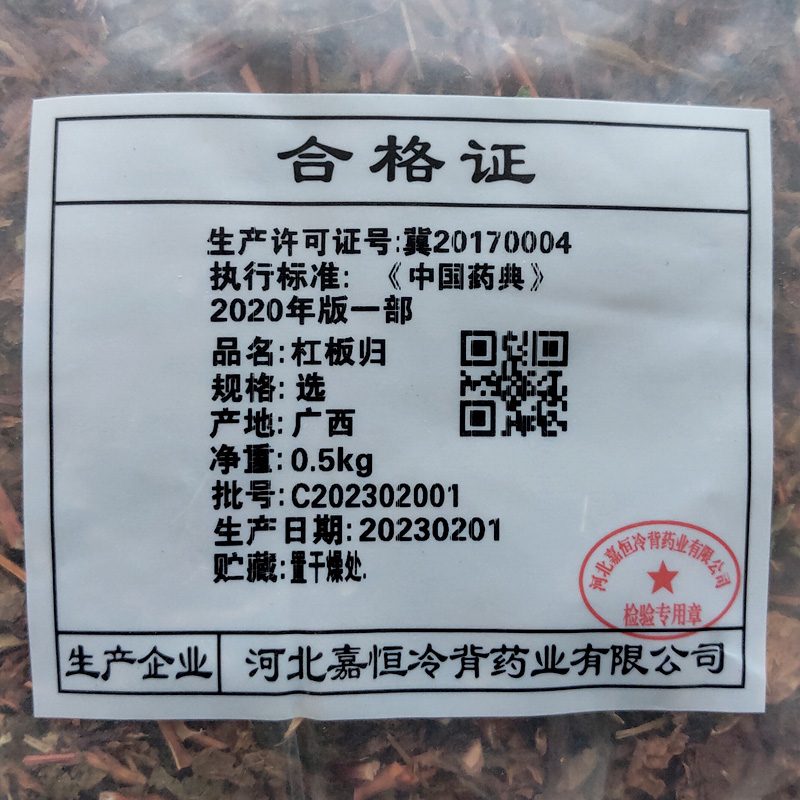 合格证
生产许可证号:冀20170004
执行标准:《中国药典》
2020年版一部
品名:杠板归
规格:选
产地:广西
净重:0.5kg
批号:C202302001
生产日期:20230201
贮藏:置干燥处.
河北嘉恒冷背药业有限公司
检验专用章
生产企业 河北嘉恒冷背药业有限公司